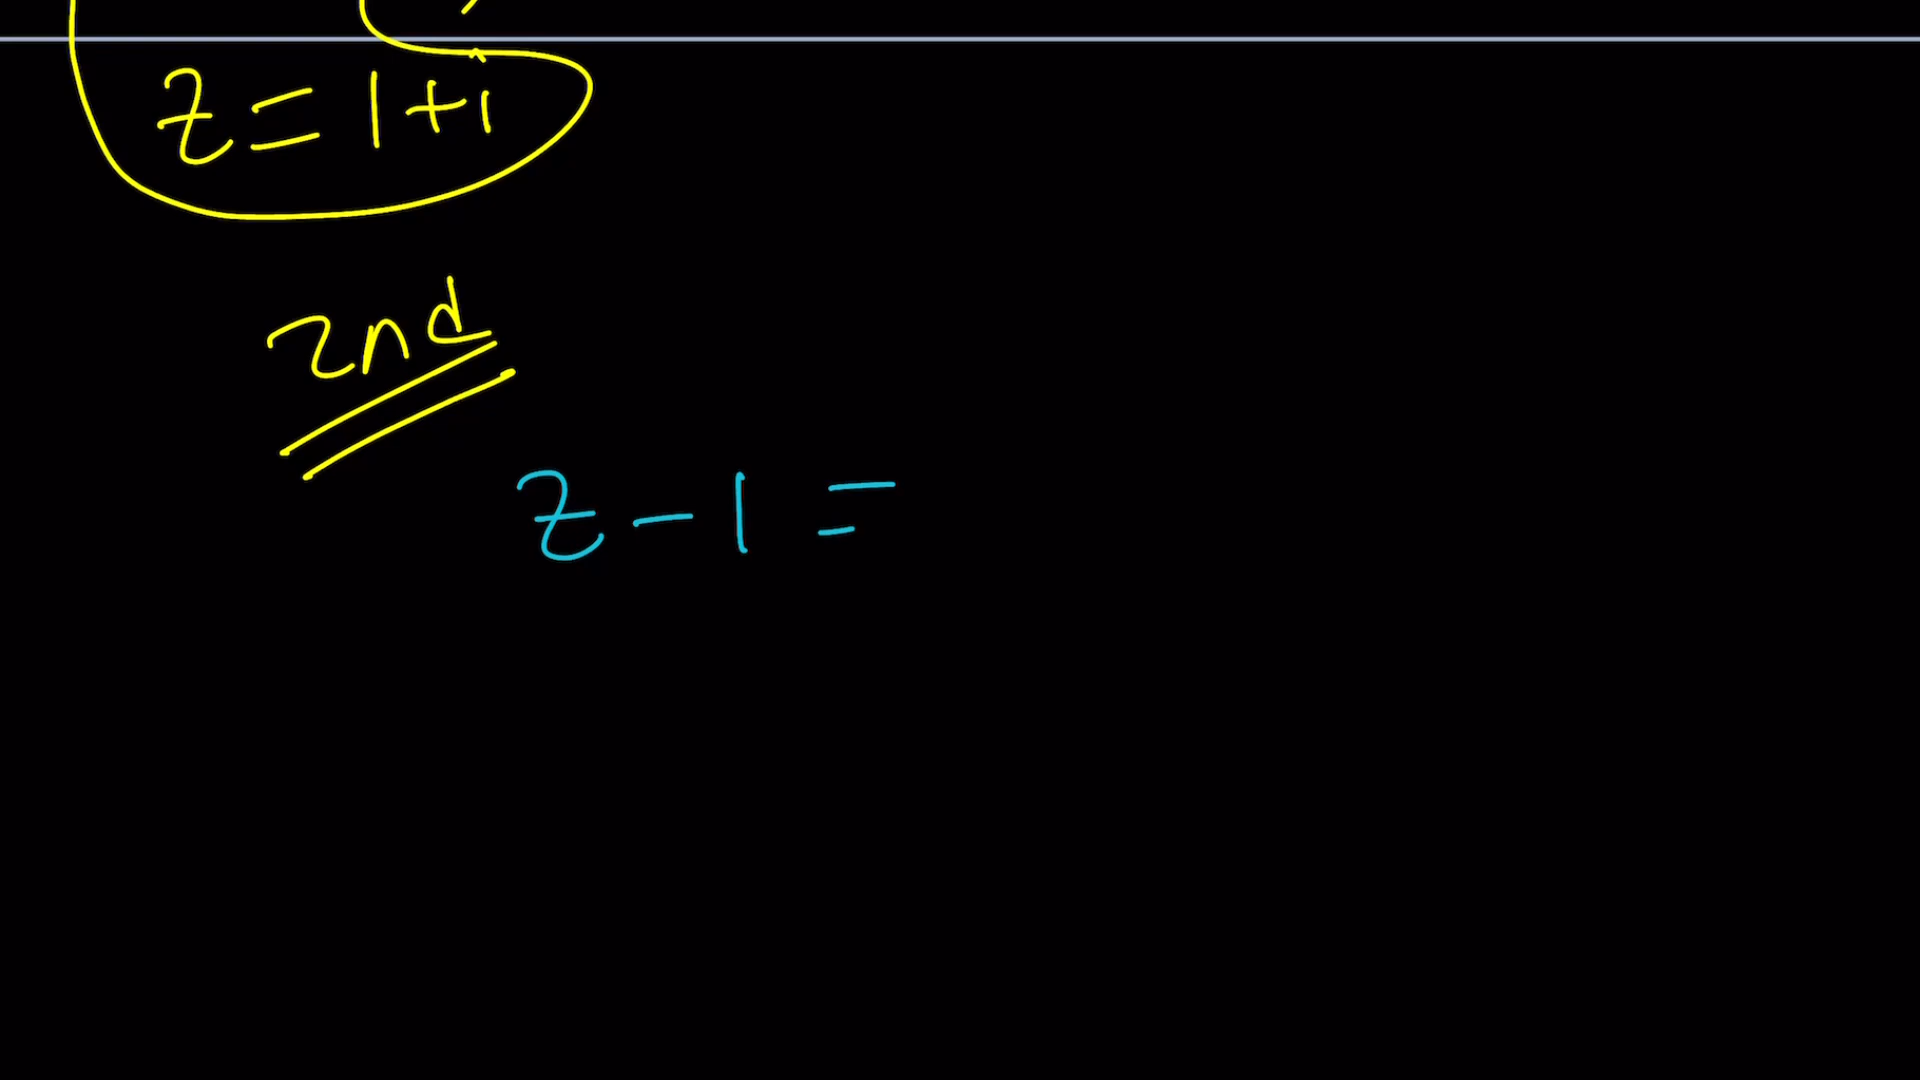 z = 1 + i
2nd
z - 1 =